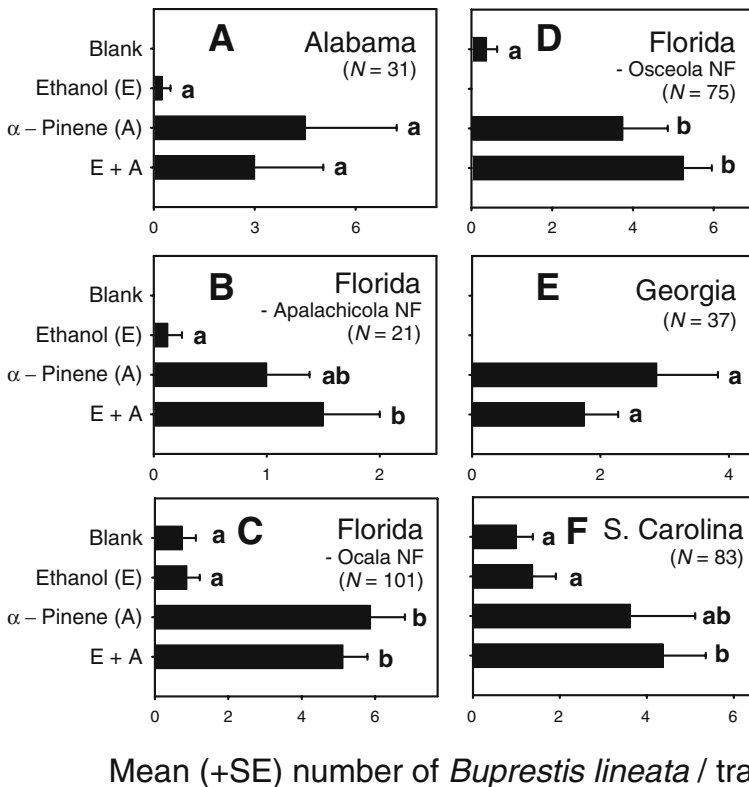 A Alabama
(N = 31)
Blank
Ethanol (E)
α – Pinene (A)
E + A
a
a
a
0 3 6
D Florida
- Osceola NF
(N = 75)
a
b
b
0 2 4 6
B Florida
- Apalachicola NF
(N = 21)
Blank
Ethanol (E)
α – Pinene (A)
E + A
a
ab
b
0 1 2
E Georgia
(N = 37)
a
a
0 2 4
C Florida
- Ocala NF
(N = 101)
Blank
Ethanol (E)
α – Pinene (A)
E + A
a
a
b
b
0 2 4 6
F S. Carolina
(N = 83)
a
a
ab
b
0 2 4 6
Mean (+SE) number of Buprestis lineata / tra